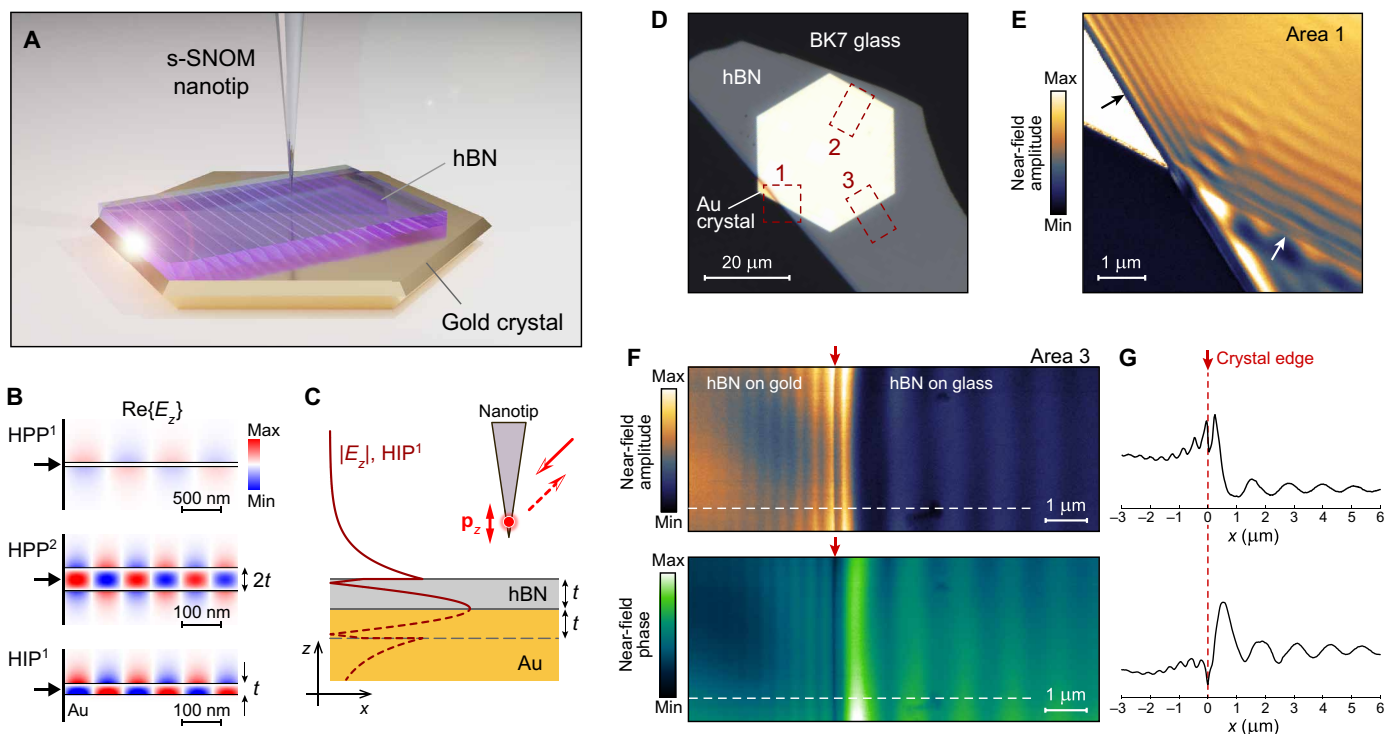 A
s-SNOM
nanotip
hBN
Gold crystal
B
Re{E_z}
HPP¹
Max
Min
500 nm
HPP²
2t
100 nm
HIP¹
t
Au
100 nm
C
|E_z|, HIP¹
Nanotip
p_z
hBN
t
t
Au
z
x
D
BK7 glass
hBN
2
1
3
Au
crystal
20 μm
E
Area 1
Max
Near-field
amplitude
Min
1 μm
F
Area 3
Max
Near-field
amplitude
Min
hBN on gold
hBN on glass
1 μm
Max
Near-field
phase
Min
1 μm
G
Crystal edge
–3 –2 –1 0 1 2 3 4 5 6
x (μm)
–3 –2 –1 0 1 2 3 4 5 6
x (μm)